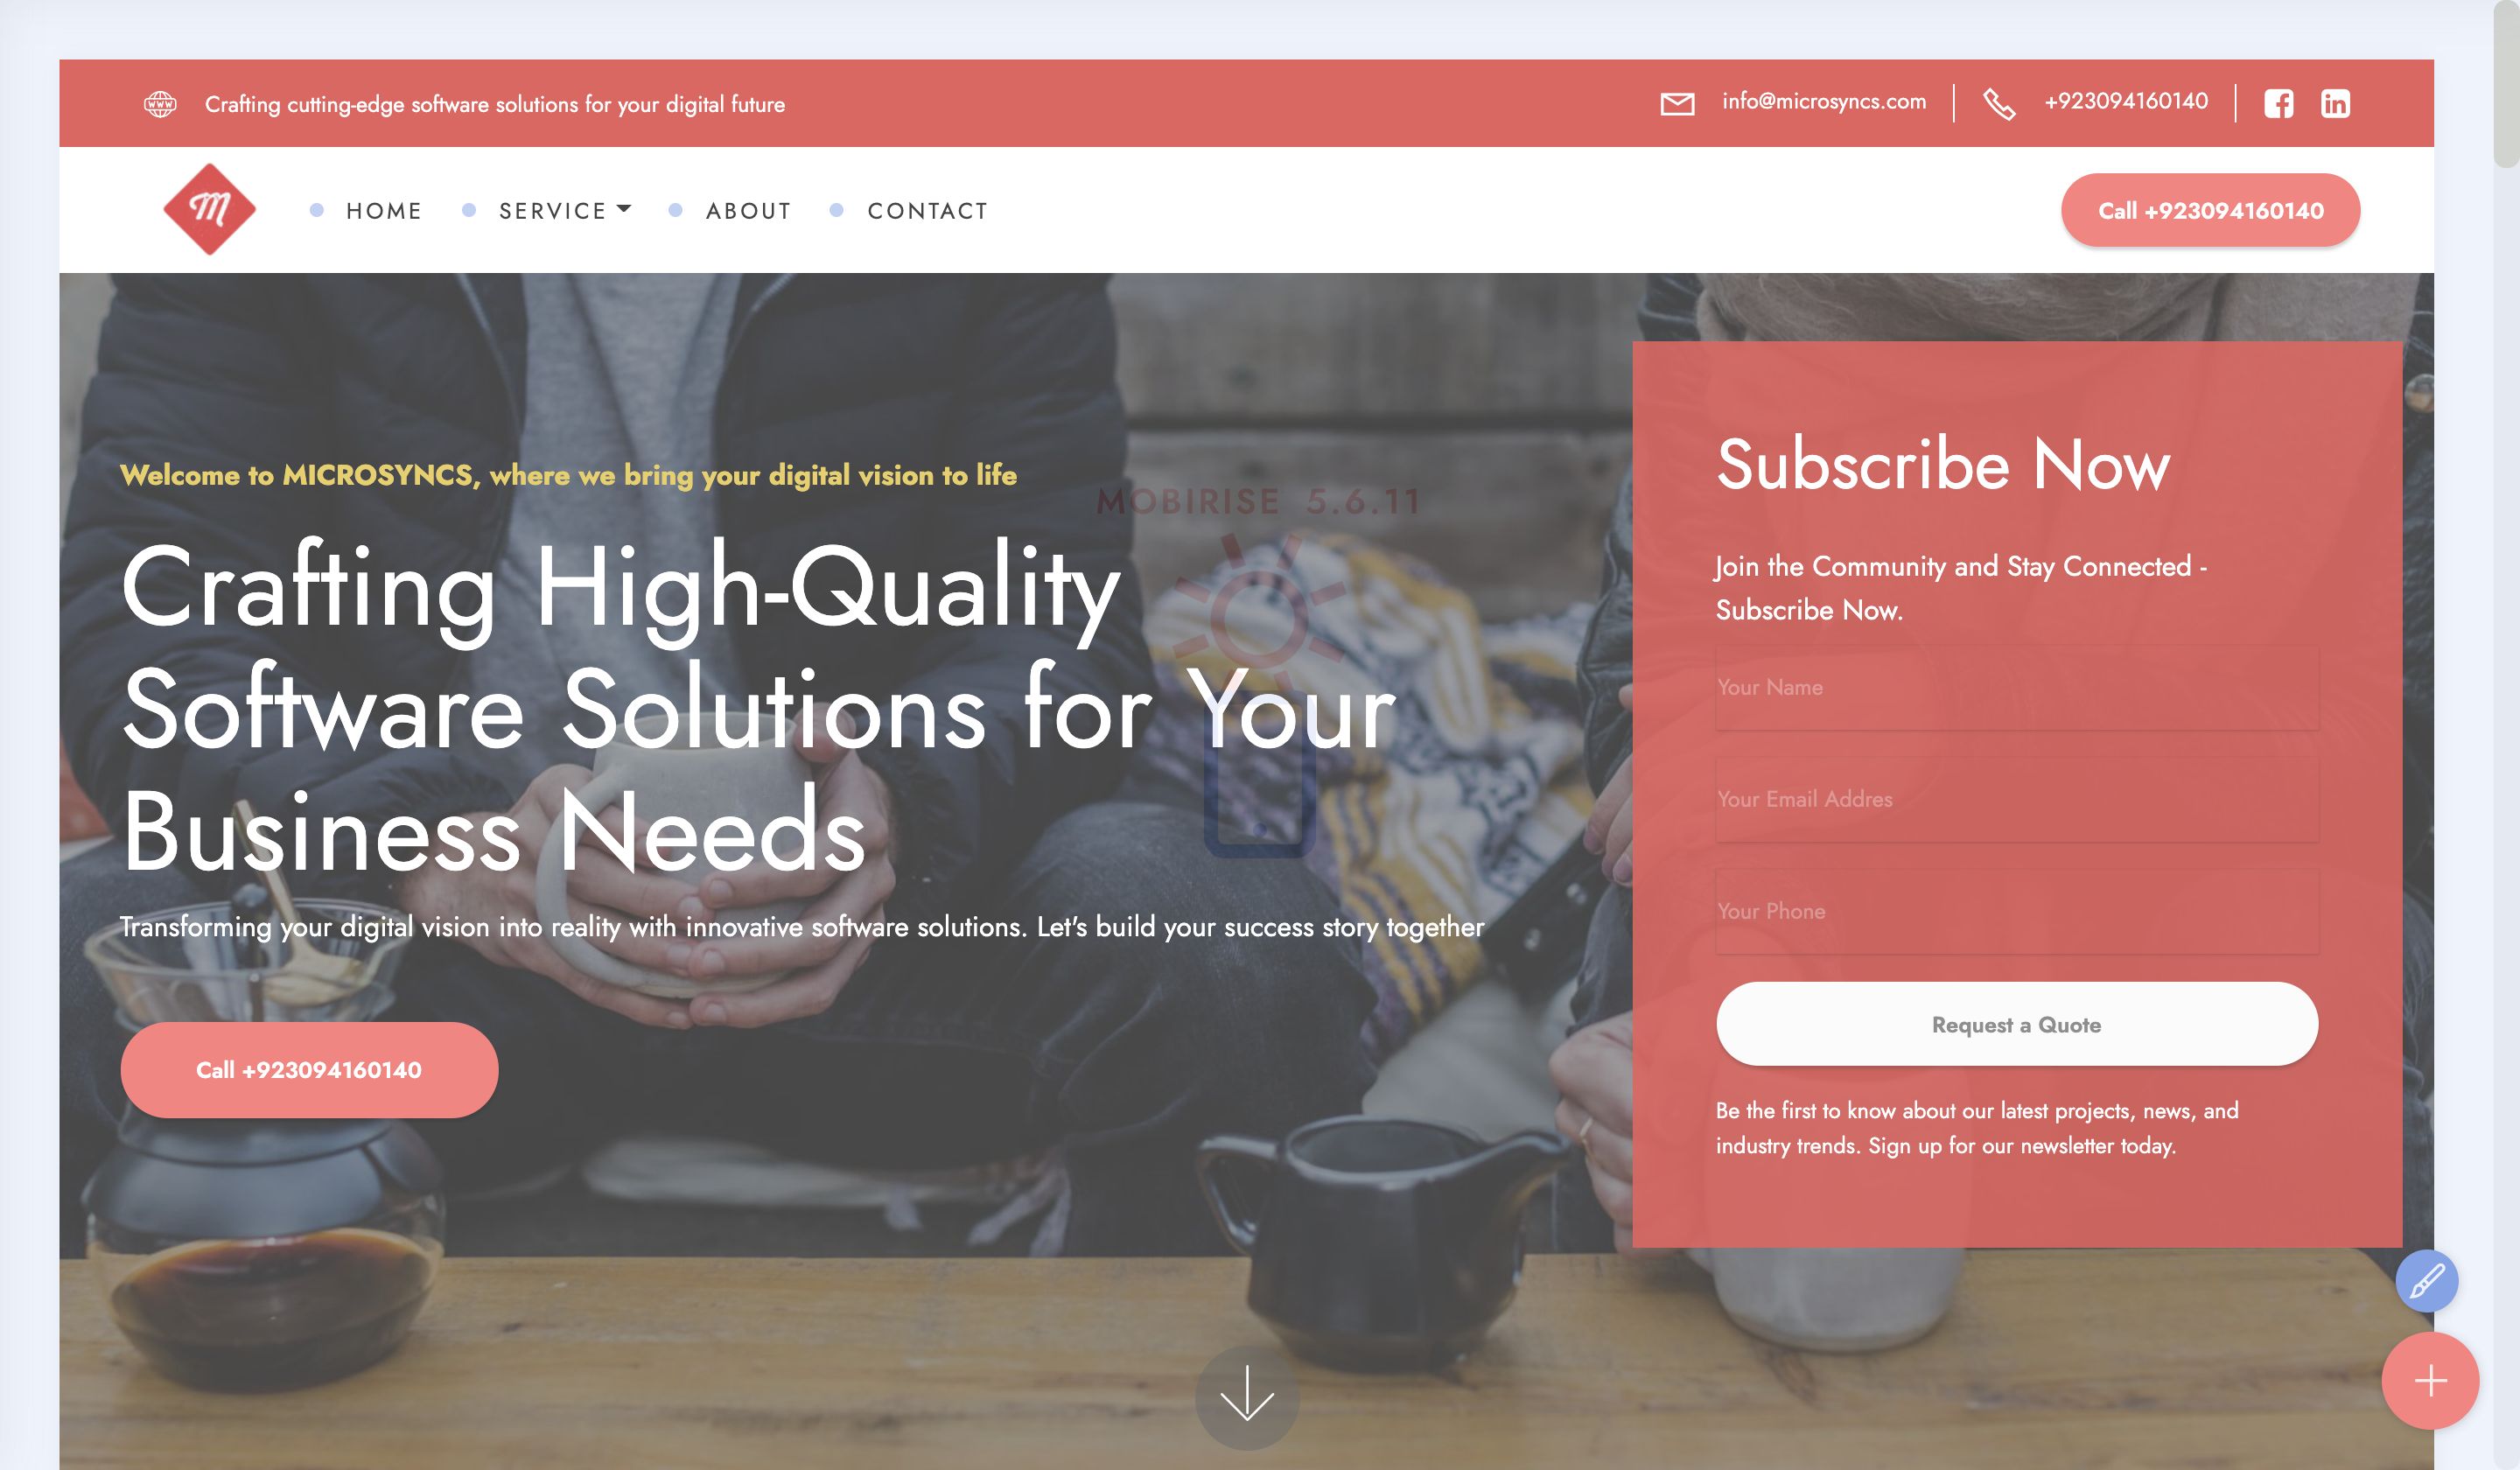 www
Crafting cutting-edge software solutions for your digital future
info@microsyncs.com
+923094160140
M
HOME
SERVICE
ABOUT
CONTACT
Call +923094160140
Welcome to MICROSYNCS, where we bring your digital vision to life
MOBIRISE 5.6.11
Crafting High-Quality
Software Solutions for Your
Business Needs
Transforming your digital vision into reality with innovative software solutions. Let's build your success story together
Call +923094160140
Subscribe Now
Join the Community and Stay Connected -
Subscribe Now.
Your Name
Your Email Addres
Your Phone
Request a Quote
Be the first to know about our latest projects, news, and
industry trends. Sign up for our newsletter today.